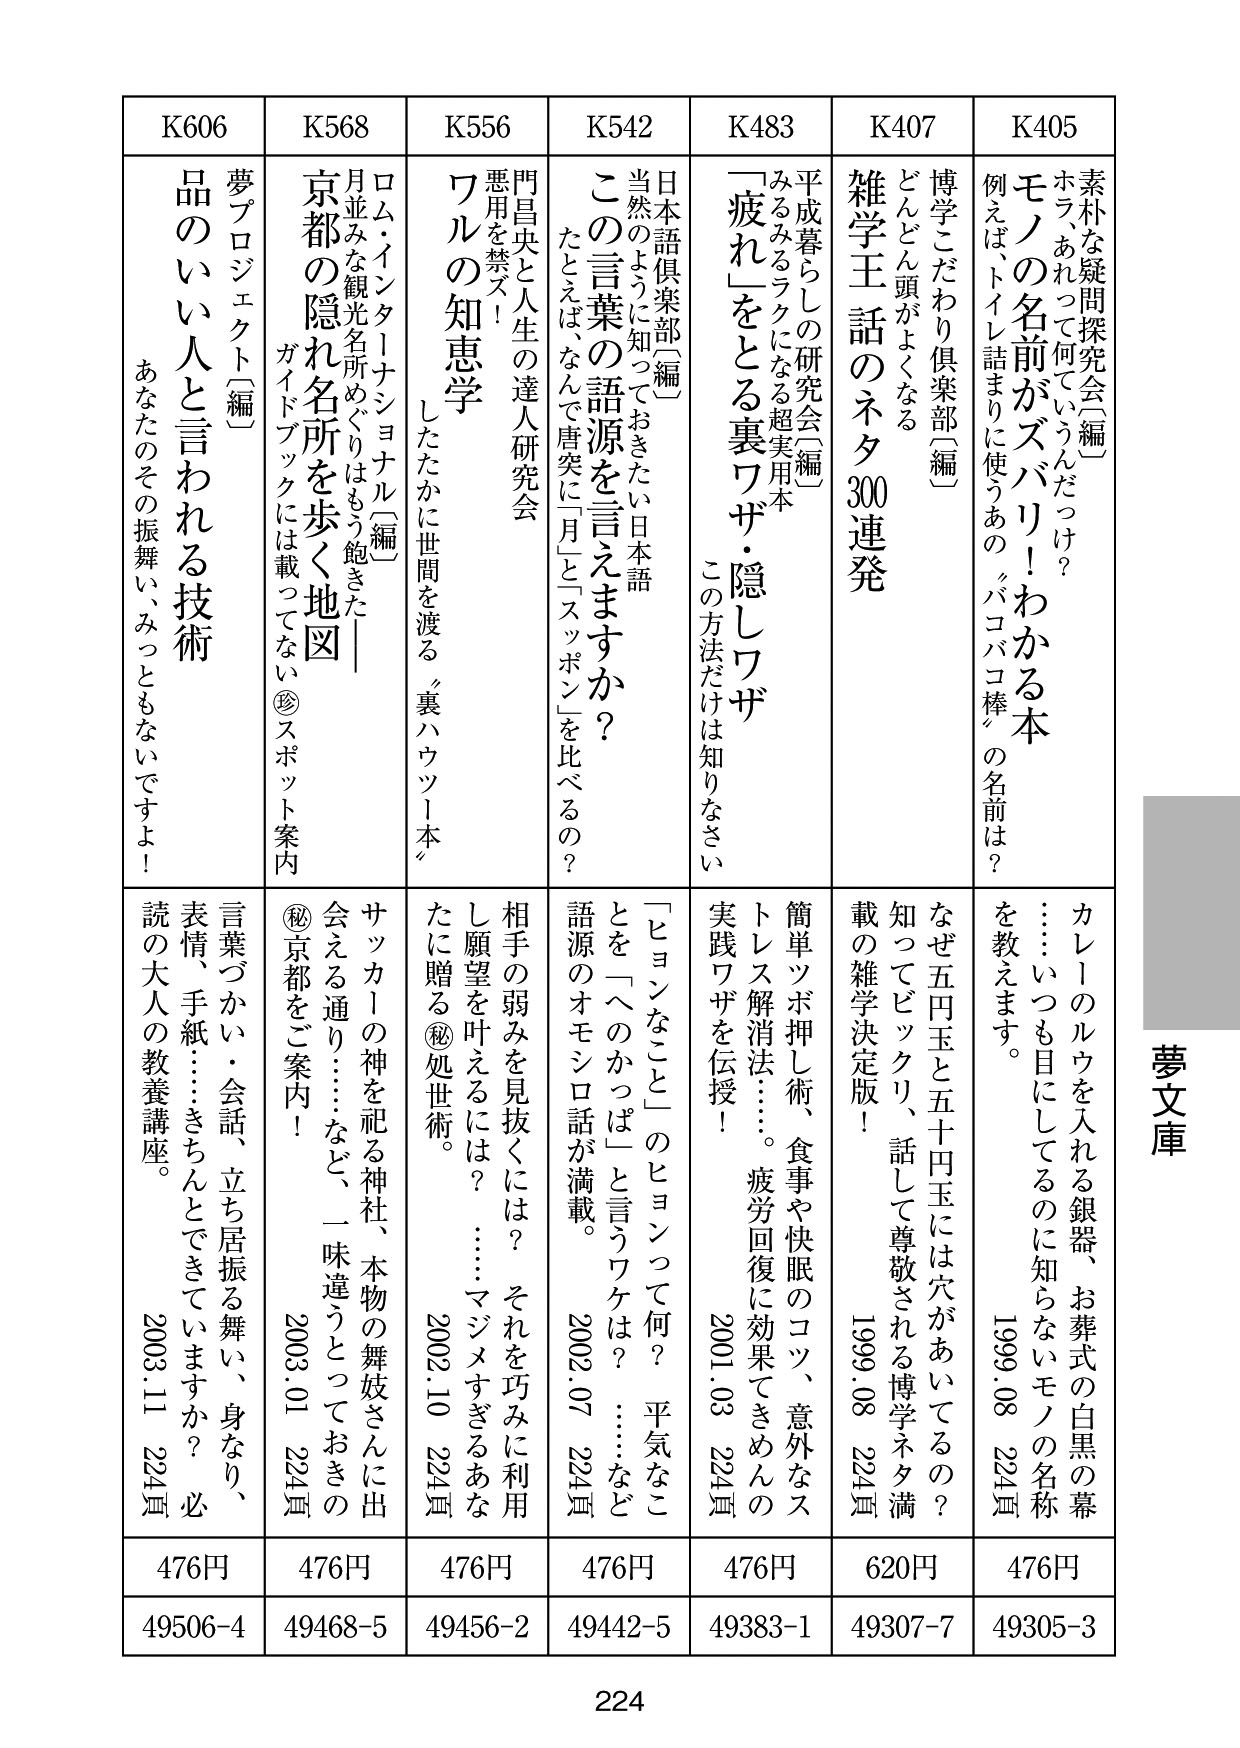 夢文庫
K405
素朴な疑問探究会〔編〕
ホラ、あれって何ていうんだっけ?
モノの名前がズバリ!わかる本
例えば、トイレ詰まりに使うあの〝バコバコ棒〟の名前は?
カレーのルウを入れる銀器、お葬式の白黒の幕
……いつも目にしてるのに知らないモノの名称
を教えます。
1999.08 224頁
476円
49305-3
K407
博学こだわり倶楽部〔編〕
どんどん頭がよくなる
雑学王 話のネタ300連発
なぜ五円玉と五十円玉には穴があいてるの?
知ってビックリ、話して尊敬される博学ネタ満
載の雑学決定版!
1999.08 224頁
620円
49307-7
K483
平成暮らしの研究会〔編〕
みるみるラクになる超実用本
「疲れ」をとる裏ワザ・隠しワザ
この方法だけは知りなさい
簡単ツボ押し術、食事や快眠のコツ、意外なス
トレス解消法……。疲労回復に効果てきめんの
実践ワザを伝授!
2001.03 224頁
476円
49383-1
K542
日本語倶楽部〔編〕
当然のように知っておきたい日本語
この言葉の語源を言えますか?
たとえば、なんで唐突に「月」と「スッポン」を比べるの?
「ヒョンなこと」のヒョンって何? 平気なこ
とを「へのかっぱ」と言うワケは? ……など
語源のオモシロ話が満載。
2002.07 224頁
476円
49442-5
K556
門昌央と人生の達人研究会
悪用を禁ズ!
ワルの知恵学
したたかに世間を渡る〝裏ハウツー本〟
相手の弱みを見抜くには? それを巧みに利用
し願望を叶えるには? ……マジメすぎるあな
たに贈る㊙処世術。
2002.10 224頁
476円
49456-2
K568
ロム・インターナショナル〔編〕
月並みな観光名所めぐりはもう飽きた――
京都の隠れ名所を歩く地図
ガイドブックには載ってない珍スポット案内
サッカーの神を祀る神社、本物の舞妓さんに出
会える通り……など、一味違うとっておきの
㊙京都をご案内!
2003.01 224頁
476円
49468-5
K606
夢プロジェクト〔編〕
品のいい人と言われる技術
あなたのその振舞い、みっともないですよ!
言葉づかい・会話、立ち居振る舞い、身なり、
表情、手紙……きちんとできていますか? 必
読の大人の教養講座。
2003.11 224頁
476円
49506-4
224